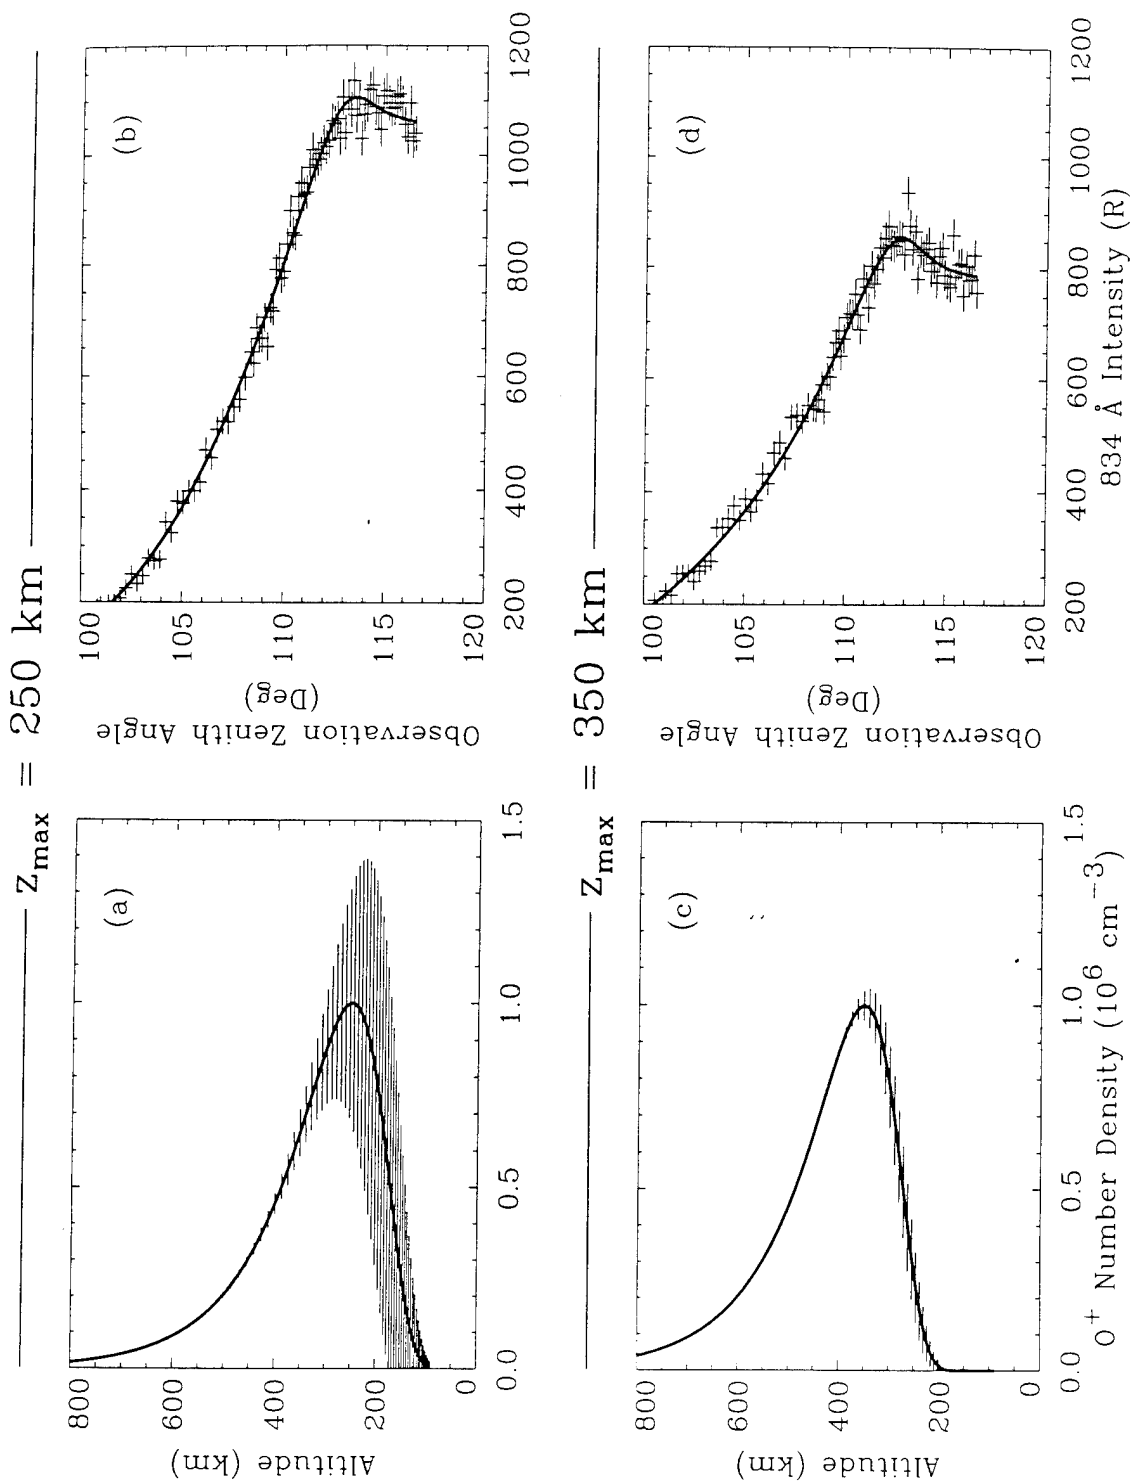 Zmax = 250 km
(a)
Altitude (km)
800
600
400
200
0
0.0
0.5
1.0
1.5
(b)
Observation Zenith Angle
(Deg)
100
105
110
115
120
200
400
600
800
1000
1200
Zmax = 350 km
(c)
Altitude (km)
800
600
400
200
0
0.0
0.5
1.0
1.5
O+ Number Density (10⁶ cm⁻³)
(d)
Observation Zenith Angle
(Deg)
100
105
110
115
120
200
400
600
800
1000
1200
834 Å Intensity (R)